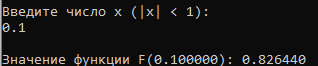 Введите число x (|x| < 1):
0.1
Значение функции F(0.100000): 0.826440